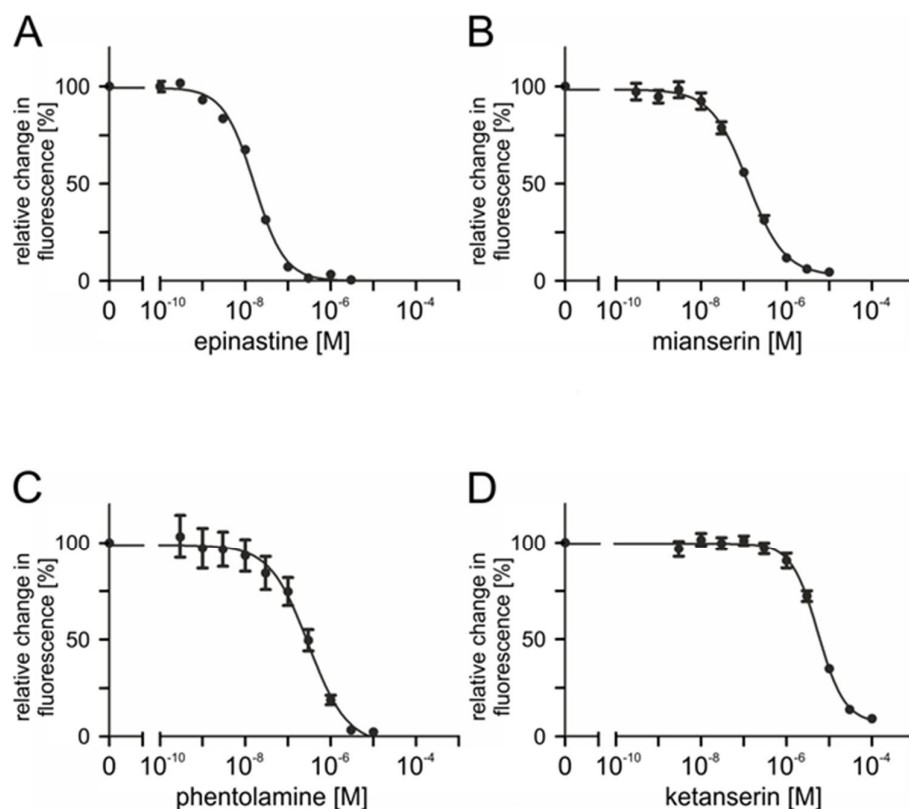 A
B
relative change in
fluorescence [%]
100
50
0
0 10⁻¹⁰ 10⁻⁸ 10⁻⁶ 10⁻⁴
epinastine [M]
relative change in
fluorescence [%]
100
50
0
0 10⁻¹⁰ 10⁻⁸ 10⁻⁶ 10⁻⁴
mianserin [M]
C
D
relative change in
fluorescence [%]
100
50
0
0 10⁻¹⁰ 10⁻⁸ 10⁻⁶ 10⁻⁴
phentolamine [M]
relative change in
fluorescence [%]
100
50
0
0 10⁻¹⁰ 10⁻⁸ 10⁻⁶ 10⁻⁴
ketanserin [M]